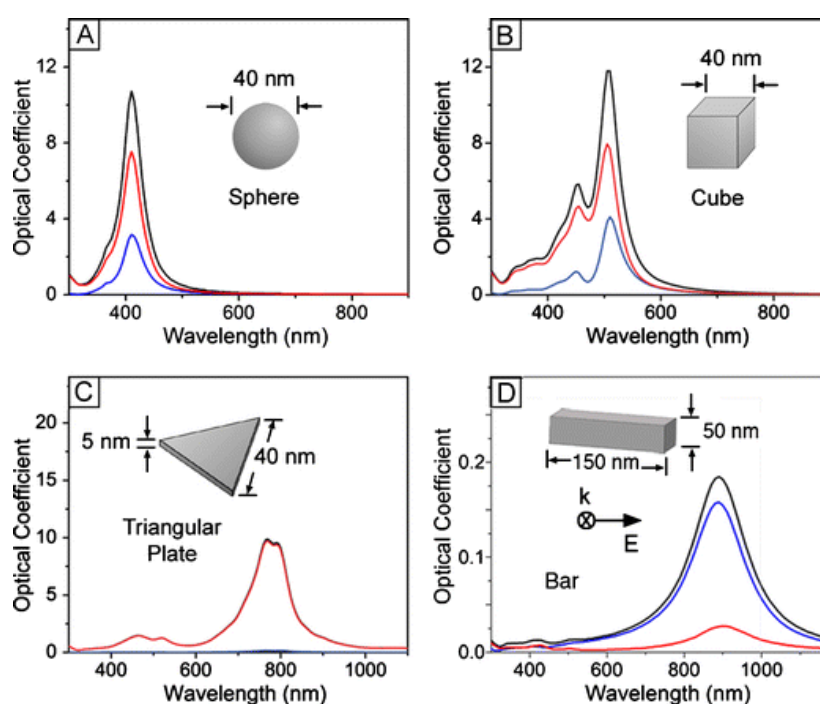 A
Optical Coefficient
12
8
4
0
40 nm
Sphere
400 600 800
Wavelength (nm)
B
Optical Coefficient
12
8
4
0
40 nm
Cube
400 600 800
Wavelength (nm)
C
Optical Coefficient
20
15
10
5
0
5 nm
40 nm
Triangular
Plate
400 600 800 1000
Wavelength (nm)
D
Optical Coefficient
0.2
0.1
0.0
50 nm
150 nm
k
E
Bar
400 600 800 1000
Wavelength (nm)